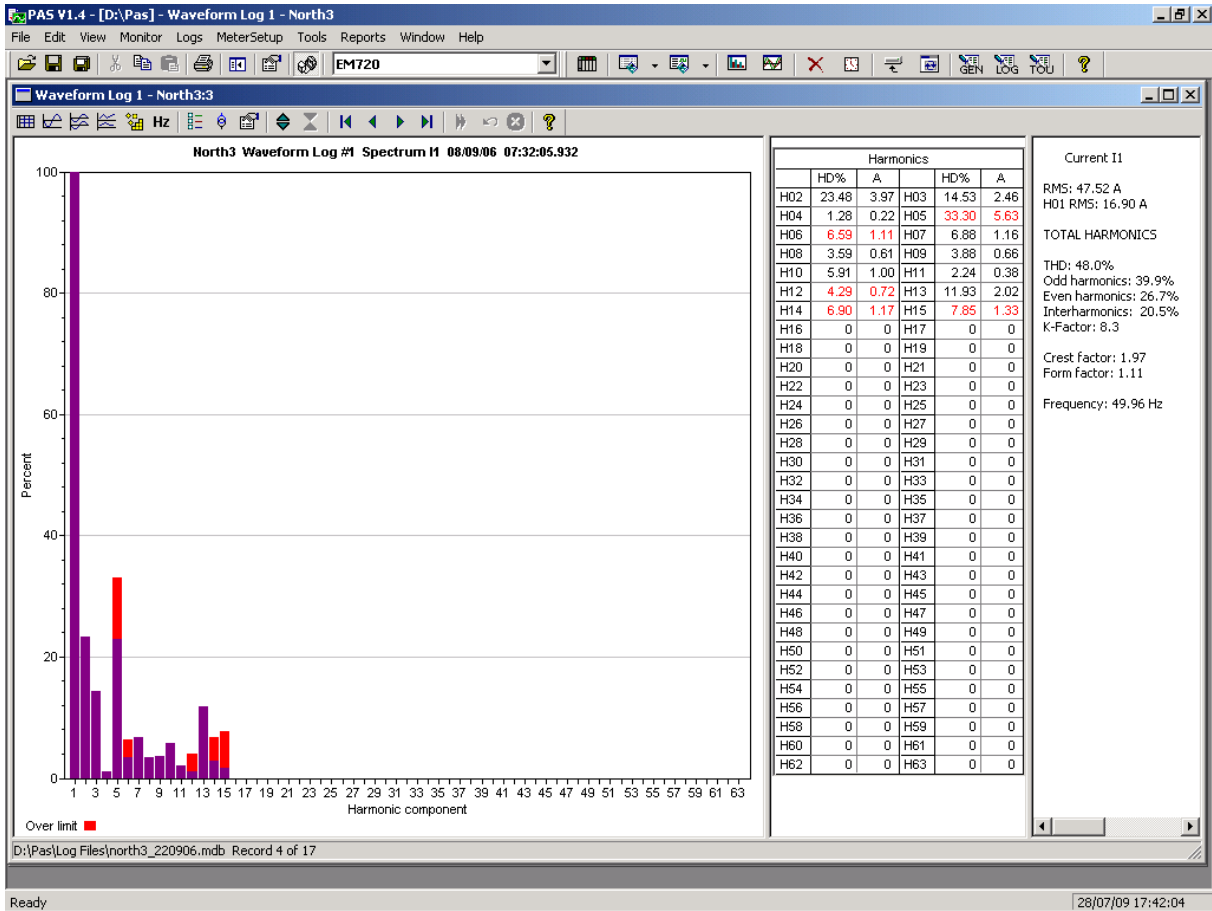 PAS V1.4 - [D:\Pas] - Waveform Log 1 - North3
File Edit View Monitor Logs MeterSetup Tools Reports Window Help
EM720
GEN LOG TOU
Waveform Log 1 - North3:3
Hz
North3 Waveform Log #1 Spectrum I1 08/09/06 07:32:05.932
100
80
60
40
20
0
Percent
1 3 5 7 9 11 13 15 17 19 21 23 25 27 29 31 33 35 37 39 41 43 45 47 49 51 53 55 57 59 61 63
Harmonic component
Over limit
Harmonics
HD% A HD% A
H02 23.48 3.97 H03 14.53 2.46
H04 1.28 0.22 H05 33.30 5.63
H06 6.59 1.11 H07 6.88 1.16
H08 3.59 0.61 H09 3.88 0.66
H10 5.91 1.00 H11 2.24 0.38
H12 4.29 0.72 H13 11.93 2.02
H14 6.90 1.17 H15 7.85 1.33
H16 0 0 H17 0 0
H18 0 0 H19 0 0
H20 0 0 H21 0 0
H22 0 0 H23 0 0
H24 0 0 H25 0 0
H26 0 0 H27 0 0
H28 0 0 H29 0 0
H30 0 0 H31 0 0
H32 0 0 H33 0 0
H34 0 0 H35 0 0
H36 0 0 H37 0 0
H38 0 0 H39 0 0
H40 0 0 H41 0 0
H42 0 0 H43 0 0
H44 0 0 H45 0 0
H46 0 0 H47 0 0
H48 0 0 H49 0 0
H50 0 0 H51 0 0
H52 0 0 H53 0 0
H54 0 0 H55 0 0
H56 0 0 H57 0 0
H58 0 0 H59 0 0
H60 0 0 H61 0 0
H62 0 0 H63 0 0
Current I1
RMS: 47.52 A
H01 RMS: 16.90 A
TOTAL HARMONICS
THD: 48.0%
Odd harmonics: 39.9%
Even harmonics: 26.7%
Interharmonics: 20.5%
K-Factor: 8.3
Crest factor: 1.97
Form factor: 1.11
Frequency: 49.96 Hz
D:\Pas\Log Files\north3_220906.mdb Record 4 of 17
Ready
28/07/09 17:42:04